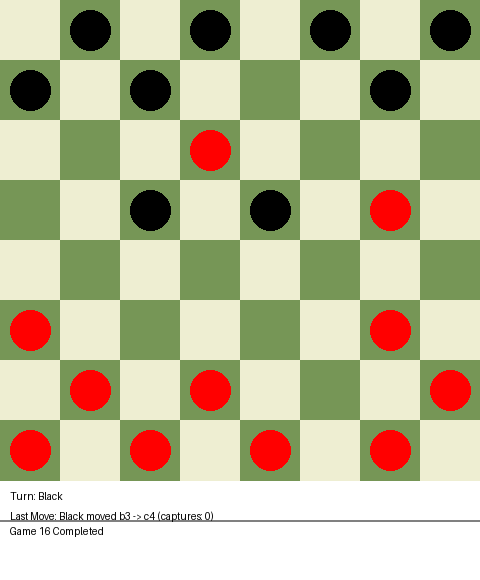 Turn: Black
Last Move: Black moved b3 -> c4 (captures: 0)
Game 16 Completed